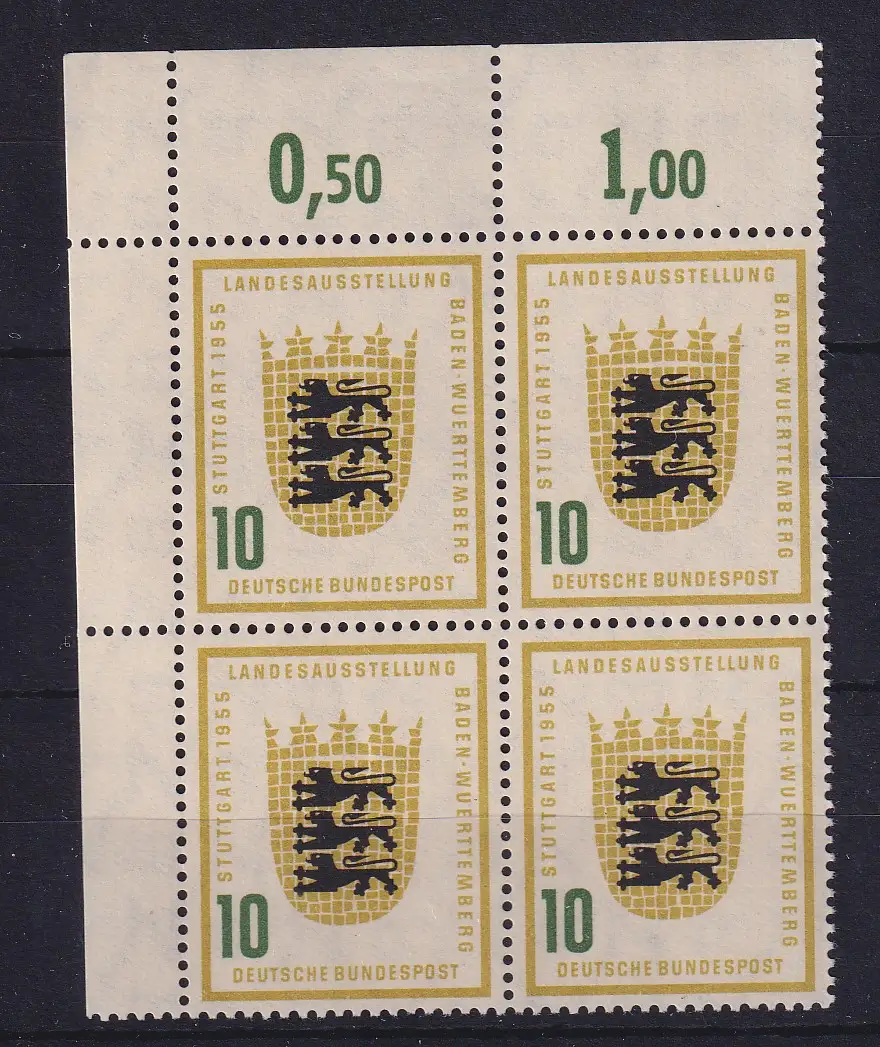 0,50
1,00
LANDESAUSSTELLUNG
STUTTGART 1955
BADEN-WUERTTEMBERG
10
DEUTSCHE BUNDESPOST
LANDESAUSSTELLUNG
STUTTGART 1955
BADEN-WUERTTEMBERG
10
DEUTSCHE BUNDESPOST
LANDESAUSSTELLUNG
STUTTGART 1955
BADEN-WUERTTEMBERG
10
DEUTSCHE BUNDESPOST
LANDESAUSSTELLUNG
STUTTGART 1955
BADEN-WUERTTEMBERG
10
DEUTSCHE BUNDESPOST